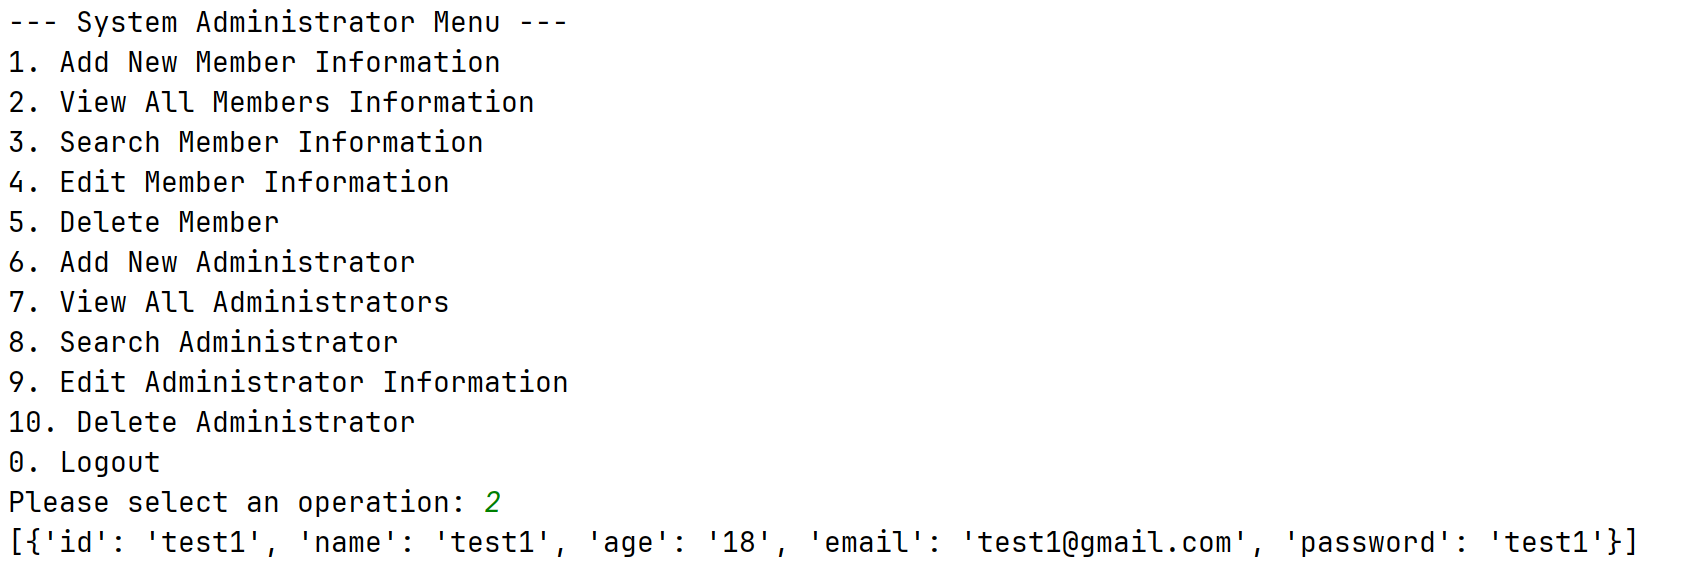 --- System Administrator Menu ---
1. Add New Member Information
2. View All Members Information
3. Search Member Information
4. Edit Member Information
5. Delete Member
6. Add New Administrator
7. View All Administrators
8. Search Administrator
9. Edit Administrator Information
10. Delete Administrator
0. Logout
Please select an operation: 2
[{'id': 'test1', 'name': 'test1', 'age': '18', 'email': 'test1@gmail.com', 'password': 'test1'}]